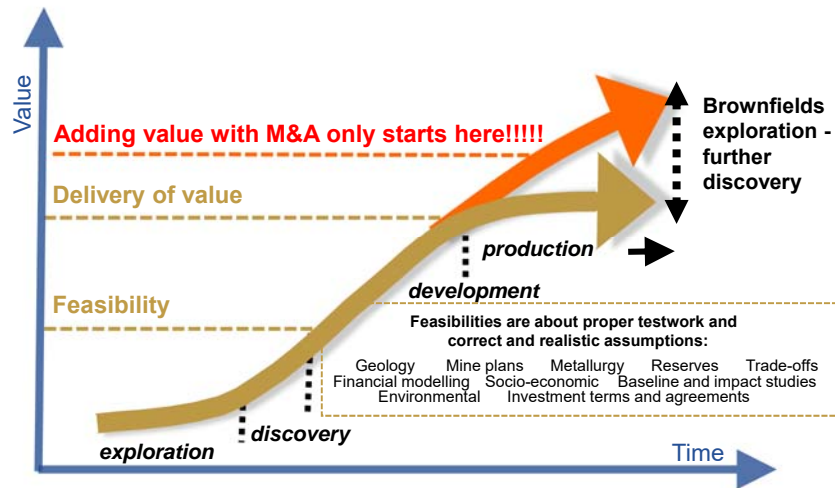 Value
Adding value with M&A only starts here!!!!!
Brownfields
exploration -
further
discovery
Delivery of value
production
development
Feasibility
Feasibilities are about proper testwork and
correct and realistic assumptions:
Geology Mine plans Metallurgy Reserves Trade-offs
Financial modelling Socio-economic Baseline and impact studies
Environmental Investment terms and agreements
discovery
exploration
Time